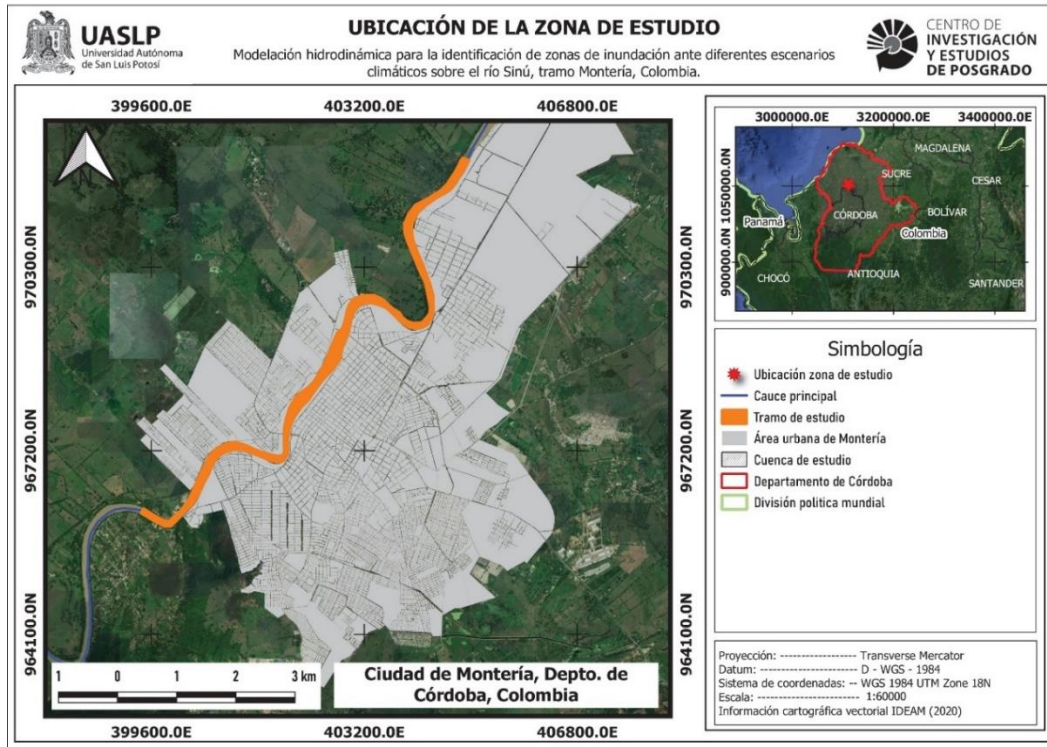 UASLP
Universidad Autónoma
de San Luis Potosí
UBICACIÓN DE LA ZONA DE ESTUDIO
Modelación hidrodinámica para la identificación de zonas de inundación ante diferentes escenarios
climáticos sobre el río Sinú, tramo Montería, Colombia.
CENTRO DE
INVESTIGACIÓN
Y ESTUDIOS
DE POSGRADO
399600.0E 403200.0E 406800.0E
970300.0N 970300.0N
967200.0N 967200.0N
964100.0N 964100.0N
1 0 1 2 3 km
Ciudad de Montería, Depto. de
Córdoba, Colombia
399600.0E 403200.0E 406800.0E
3000000.0E 3200000.0E 3400000.0E
1050000.0N
900000.0N
MAGDALENA
SUCRE
CESAR
CÓRDOBA
BOLÍVAR
Panamá
Colombia
CHOCÓ
ANTIOQUIA
SANTANDER
Simbología
Ubicación zona de estudio
Cauce principal
Tramo de estudio
Área urbana de Montería
Cuenca de estudio
Departamento de Córdoba
División politica mundial
Proyección: ----------------- Transverse Mercator
Datum: ---------------------- D - WGS - 1984
Sistema de coordenadas: -- WGS 1984 UTM Zone 18N
Escala: ----------------------- 1:60000
Información cartográfica vectorial IDEAM (2020)